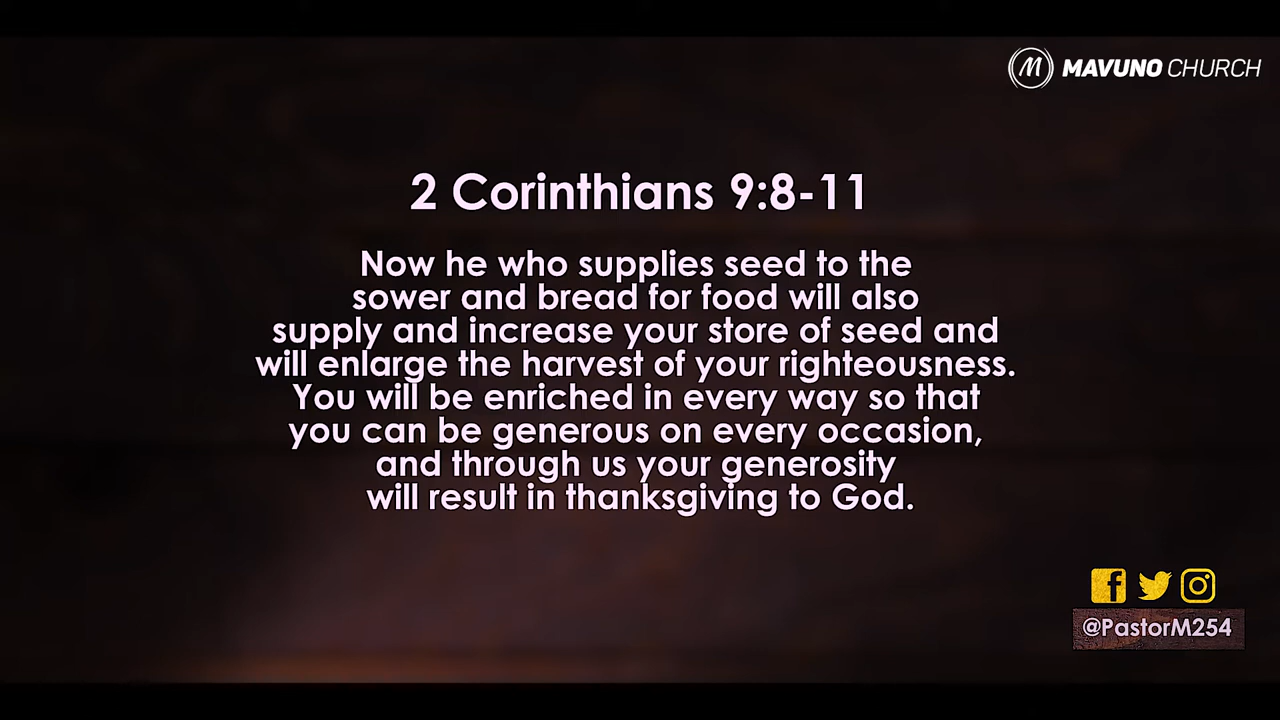 MAVUNO CHURCH
2 Corinthians 9:8-11
Now he who supplies seed to the
sower and bread for food will also
supply and increase your store of seed and
will enlarge the harvest of your righteousness.
You will be enriched in every way so that
you can be generous on every occasion,
and through us your generosity
will result in thanksgiving to God.
@PastorM254